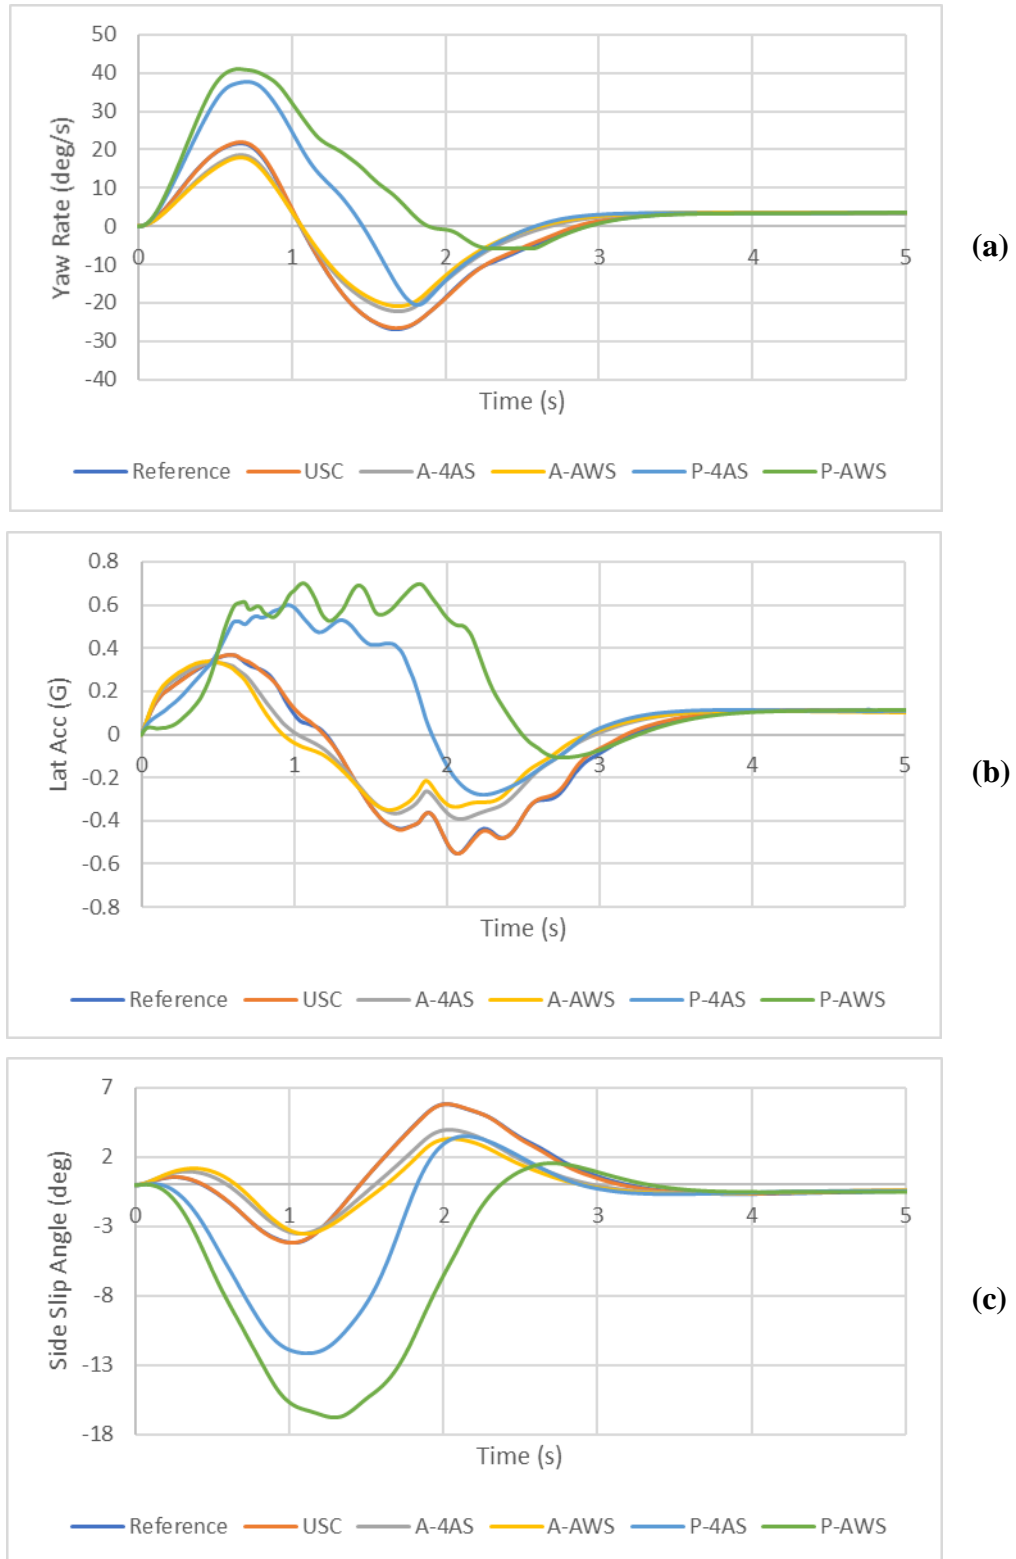 50
40
30
20
10
0
-10
-20
-30
-40
0 1 2 3 4 5
Yaw Rate (deg/s)
Time (s)
Reference USC A-4AS A-AWS P-4AS P-AWS
(a)
0.8
0.6
0.4
0.2
0
-0.2
-0.4
-0.6
-0.8
0 1 2 3 4 5
Lat Acc (G)
Time (s)
Reference USC A-4AS A-AWS P-4AS P-AWS
(b)
7
2
-3
-8
-13
-18
0 1 2 3 4 5
Side Slip Angle (deg)
Time (s)
Reference USC A-4AS A-AWS P-4AS P-AWS
(c)